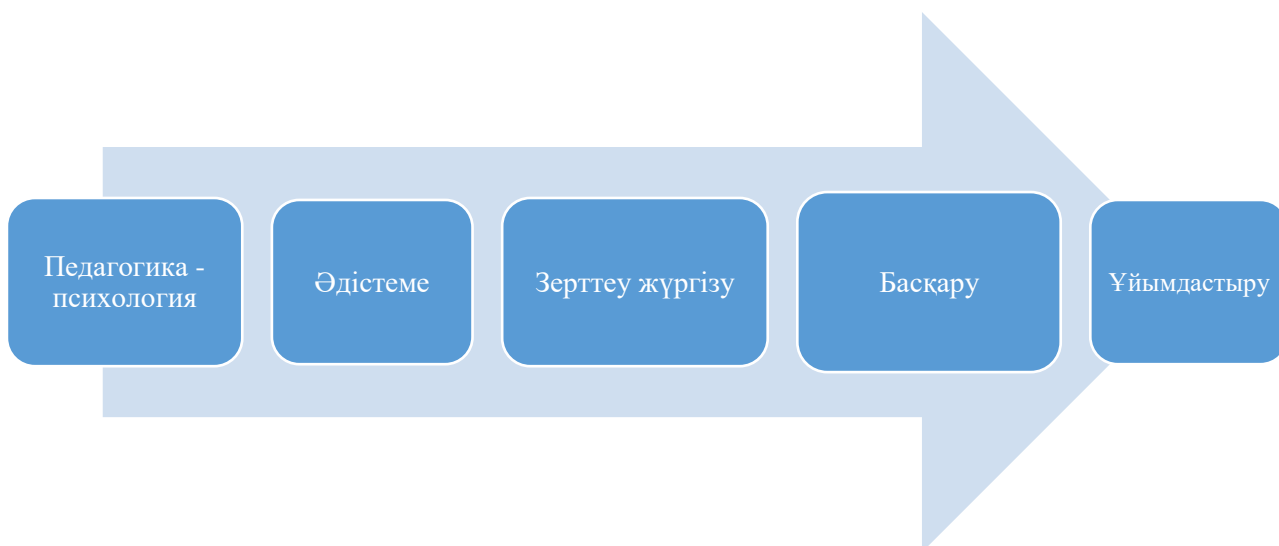 Педагогика -
психология
Әдістеме
Зерттеу жүргізу
Басқару
Ұйымдастыру